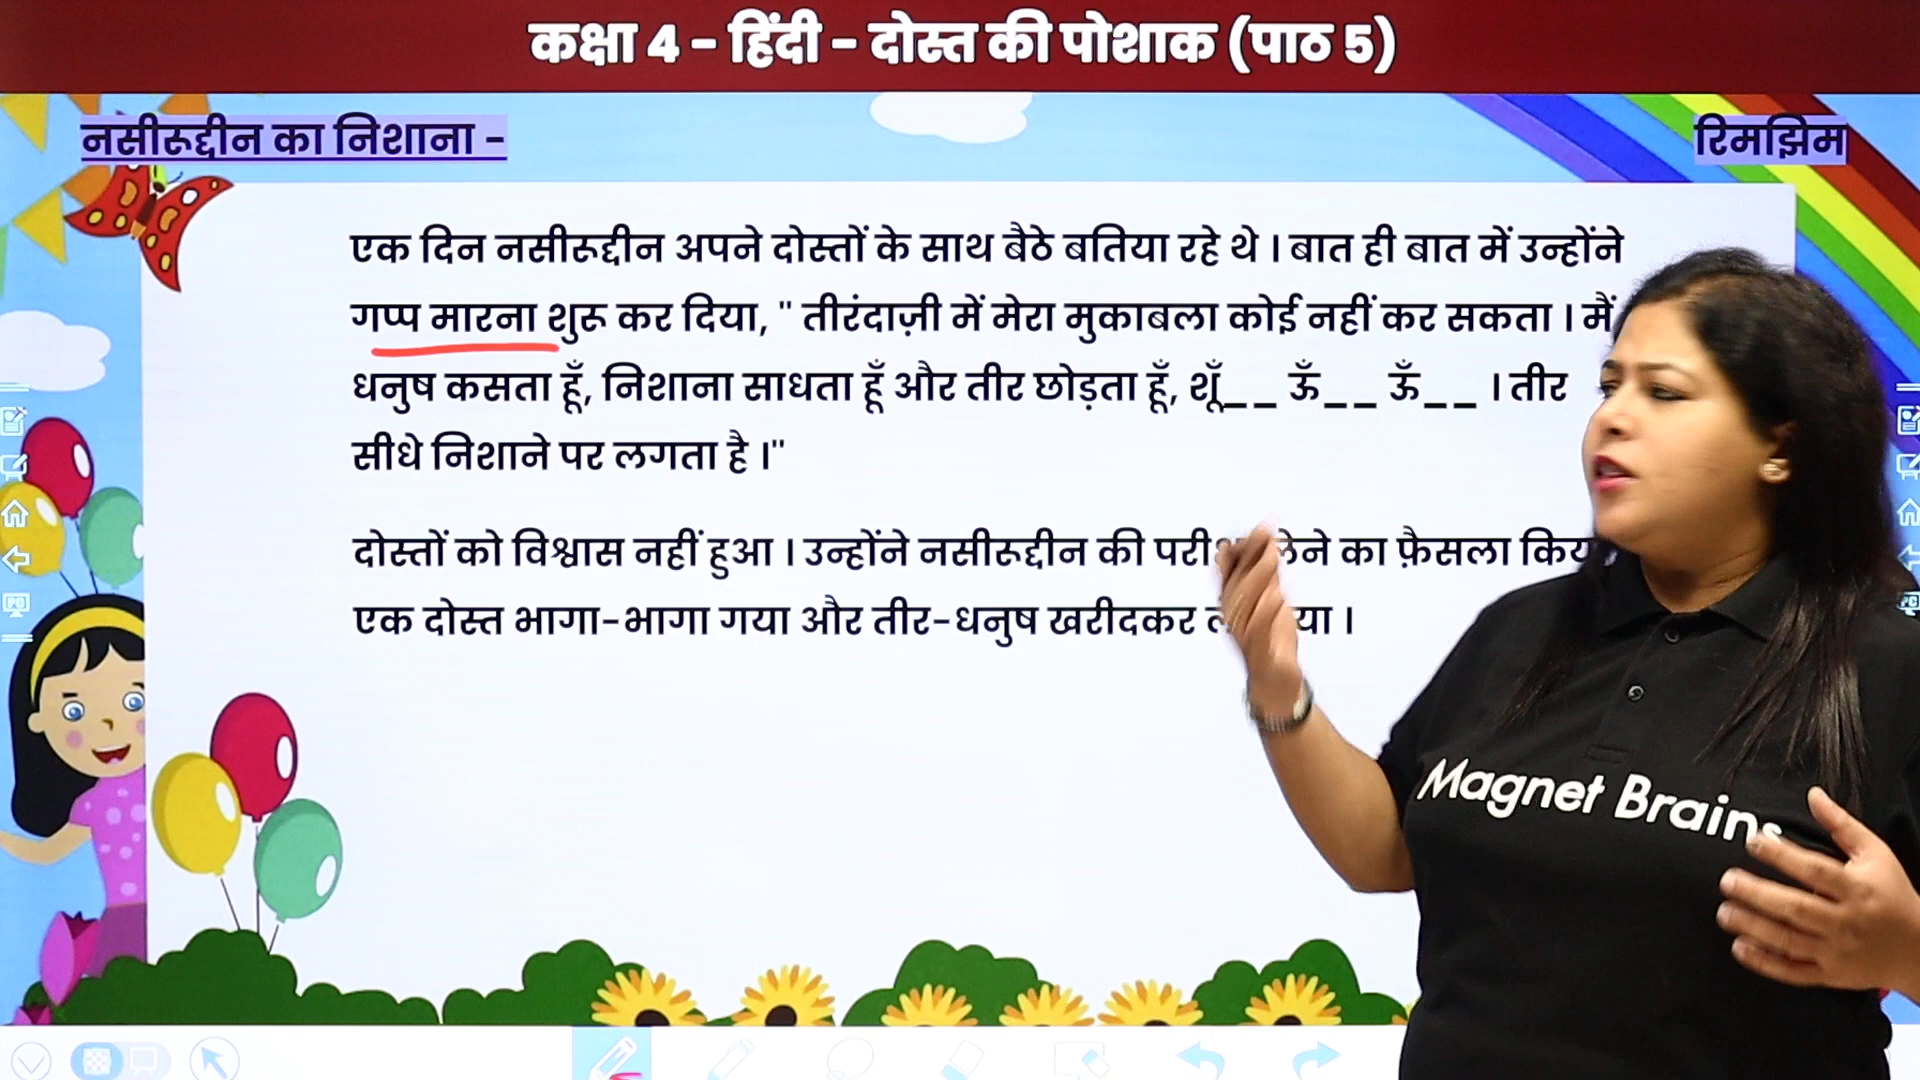 कक्षा 4 - हिंदी - दोस्त की पोशाक (पाठ 5)
नसीरूद्दीन का निशाना -
रिमझिम
एक दिन नसीरूद्दीन अपने दोस्तों के साथ बैठे बतिया रहे थे । बात ही बात में उन्होंने
गप्प मारना शुरू कर दिया, " तीरंदाज़ी में मेरा मुकाबला कोई नहीं कर सकता । मैं
धनुष कसता हूँ, निशाना साधता हूँ और तीर छोड़ता हूँ, शूँ__ ऊँ__ ऊँ__ । तीर
सीधे निशाने पर लगता है ।"
दोस्तों को विश्वास नहीं हुआ । उन्होंने नसीरूद्दीन की लेने का फ़ैसला
एक दोस्त भागा-भागा गया और तीर-धनुष खरीदकर ।
Magnet Brains